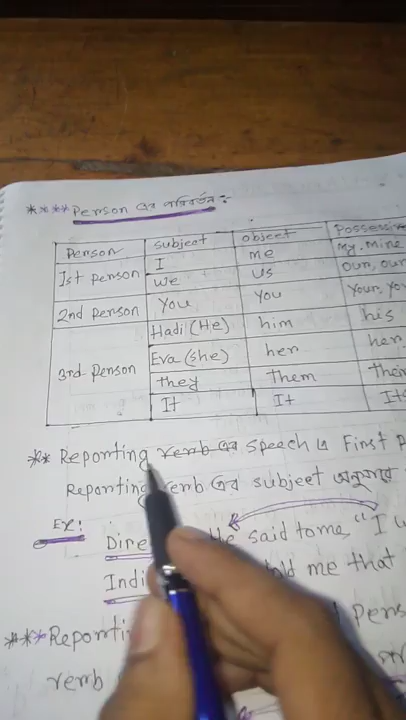 **** Person এর পরিবর্তন :-
Person subject object Possessive
1st person I me My, mine
We us our, our
2nd person You You Your, yo
3rd Person Hadi (He) him his
Eva (she) her her,
they Them their
It It Its
** Reporting verb এর speech এ First P
Reporting verb এর subject অনুসারে
Ex:
Dire He said to me, "I w
Indi old me that
*** Reporti Pers
verb